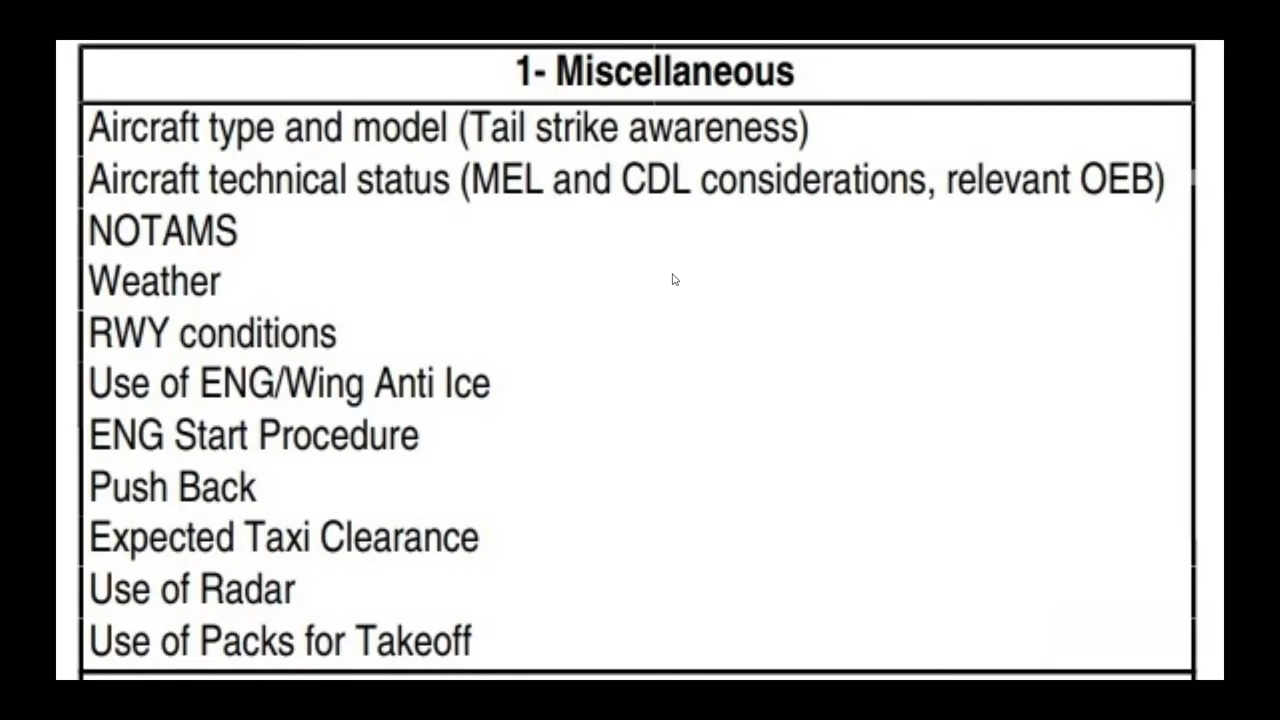 1- Miscellaneous
Aircraft type and model (Tail strike awareness)
Aircraft technical status (MEL and CDL considerations, relevant OEB)
NOTAMS
Weather
RWY conditions
Use of ENG/Wing Anti Ice
ENG Start Procedure
Push Back
Expected Taxi Clearance
Use of Radar
Use of Packs for Takeoff